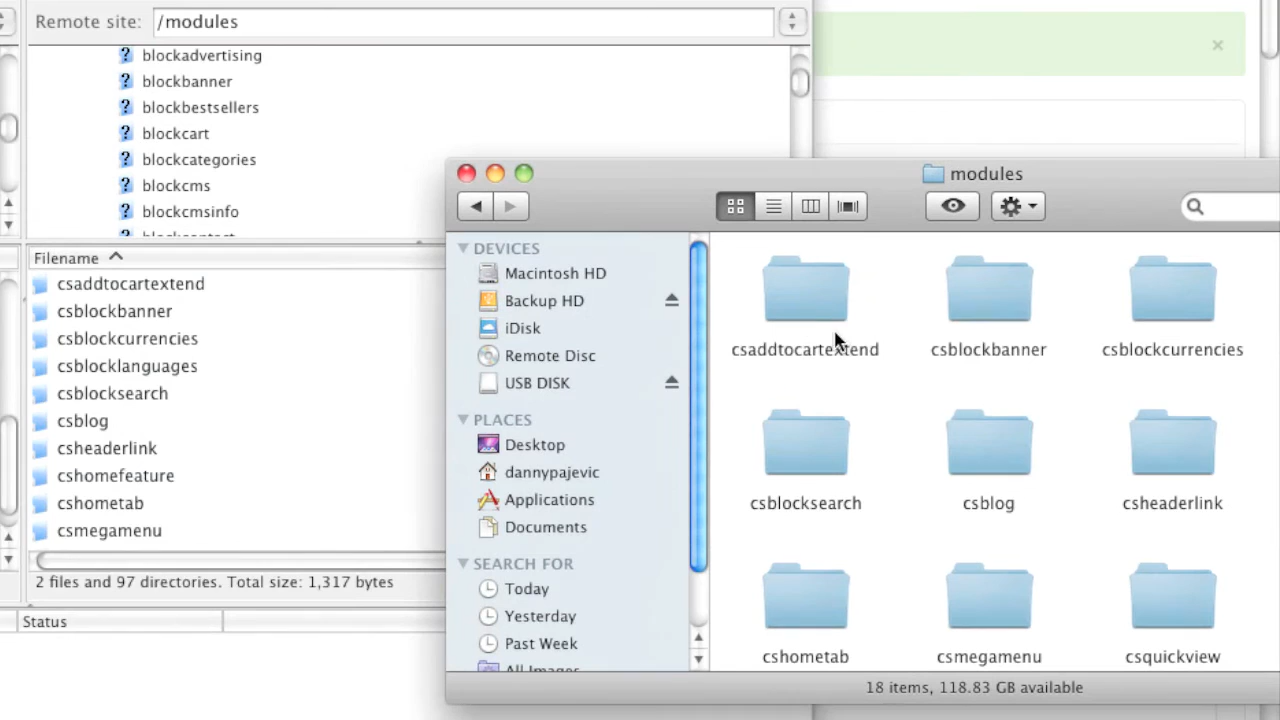 Remote site: /modules
? blockadvertising
? blockbanner
? blockbestsellers
? blockcart
? blockcategories
? blockcms
? blockcmsinfo
Filename
csaddtocartextend
csblockbanner
csblockcurrencies
csblocklanguages
csblocksearch
csblog
csheaderlink
cshomefeature
cshometab
csmegamenu
2 files and 97 directories. Total size: 1,317 bytes
Status
modules
DEVICES
Macintosh HD
Backup HD
iDisk
Remote Disc
USB DISK
PLACES
Desktop
dannypajevic
Applications
Documents
SEARCH FOR
Today
Yesterday
Past Week
All Images
csaddtocartextend csblockbanner csblockcurrencies
csblocksearch csblog csheaderlink
cshometab csmegamenu csquickview
18 items, 118.83 GB available